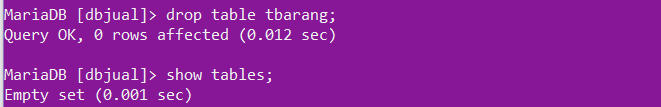 MariaDB [dbjual]> drop table tbarang;
Query OK, 0 rows affected (0.012 sec)
MariaDB [dbjual]> show tables;
Empty set (0.001 sec)